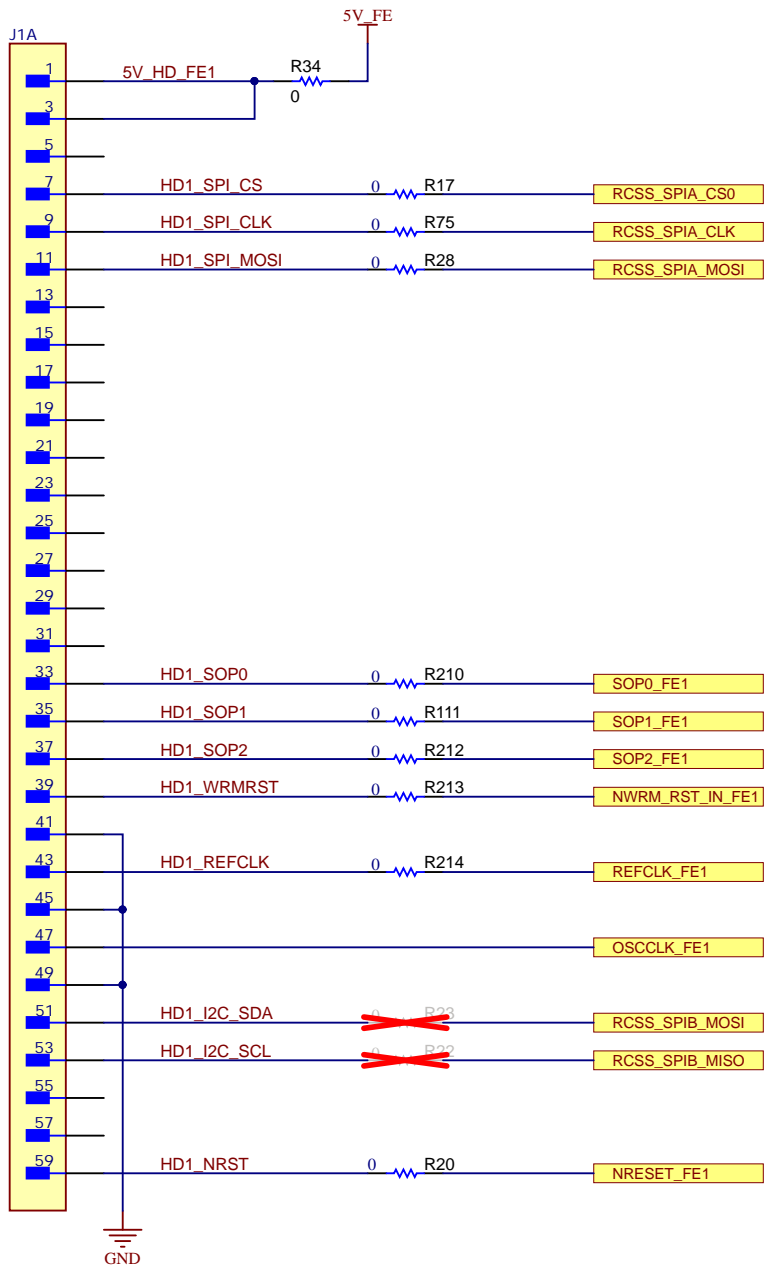 5V_FE
J1A
1 5V_HD_FE1 R34
0
3
5
7 HD1_SPI_CS 0 R17 RCSS_SPIA_CS0
9 HD1_SPI_CLK 0 R75 RCSS_SPIA_CLK
11 HD1_SPI_MOSI 0 R28 RCSS_SPIA_MOSI
13
15
17
19
21
23
25
27
29
31
33 HD1_SOP0 0 R210 SOP0_FE1
35 HD1_SOP1 0 R111 SOP1_FE1
37 HD1_SOP2 0 R212 SOP2_FE1
39 HD1_WRMRST 0 R213 NWRM_RST_IN_FE1
41
43 HD1_REFCLK 0 R214 REFCLK_FE1
45
47 OSCCLK_FE1
49
51 HD1_I2C_SDA 0 R23 RCSS_SPIB_MOSI
53 HD1_I2C_SCL 0 R22 RCSS_SPIB_MISO
55
57
59 HD1_NRST 0 R20 NRESET_FE1
GND